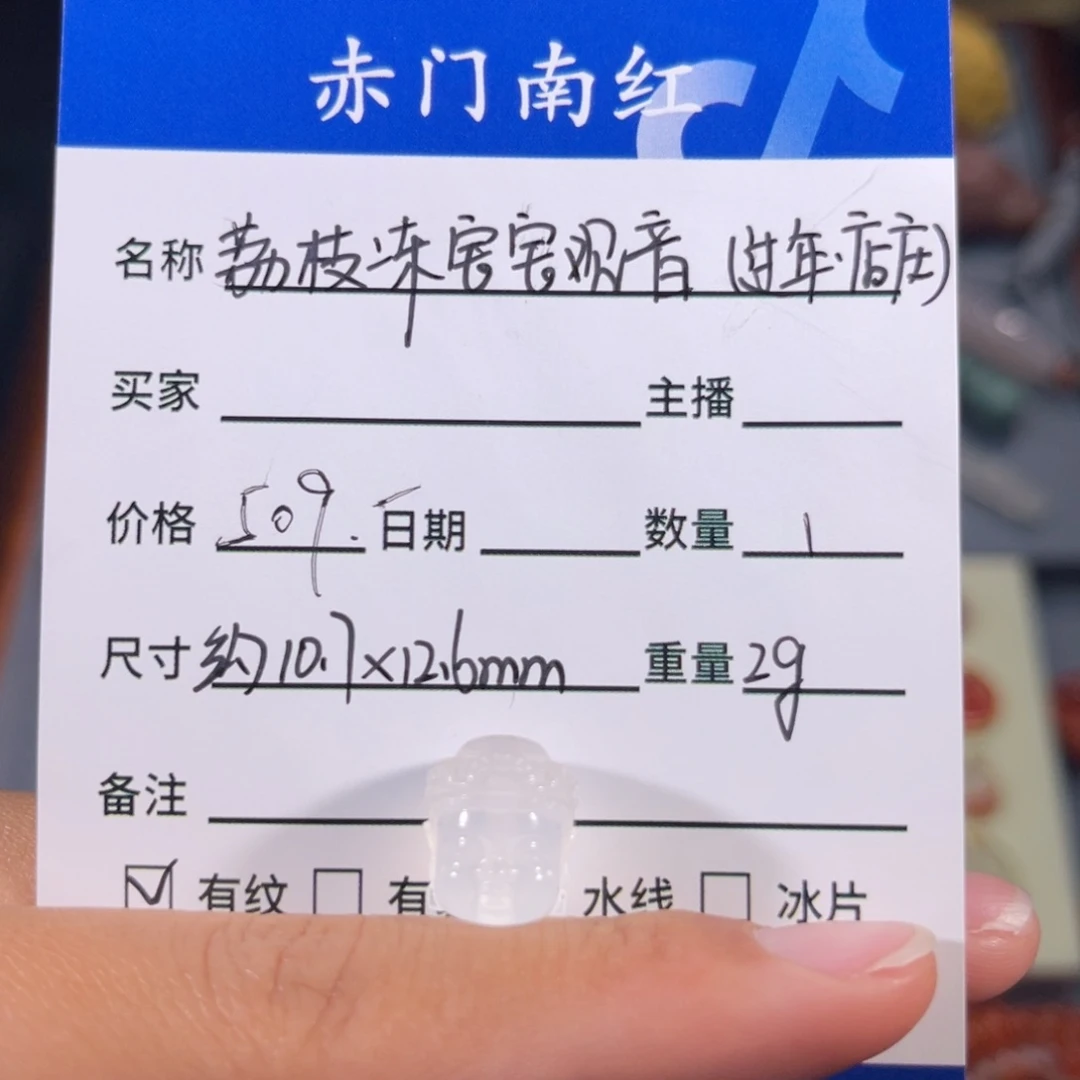 赤门南红
名称 荔枝冻宝宝观音 (过年·店庄)
买家 主播
价格 509. 日期 数量 1
尺寸 约10.7×12.6mm 重量 2g
备注
有纹 有 水线 冰片